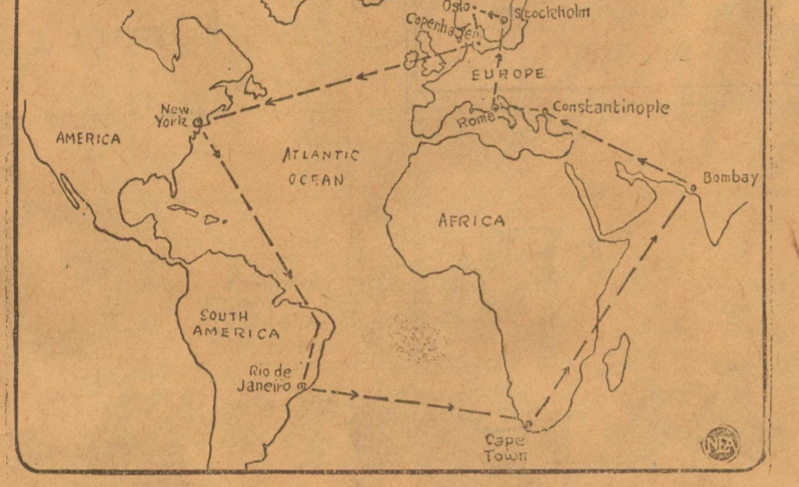 Oslo
Stockholm
Copenhagen
EUROPE
New
York
Constantinople
Rome
AMERICA
ATLANTIC
OCEAN
Bombay
AFRICA
SOUTH
AMERICA
Rio de
Janeiro
Cape
Town
NEA